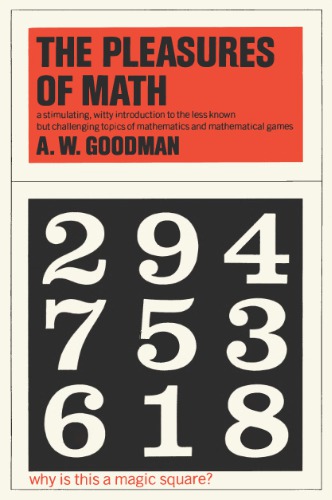 THE PLEASURES
OF MATH
a stimulating, witty introduction to the less known
but challenging topics of mathematics and mathematical games
A. W. GOODMAN
2 9 4
7 5 3
6 1 8
why is this a magic square?